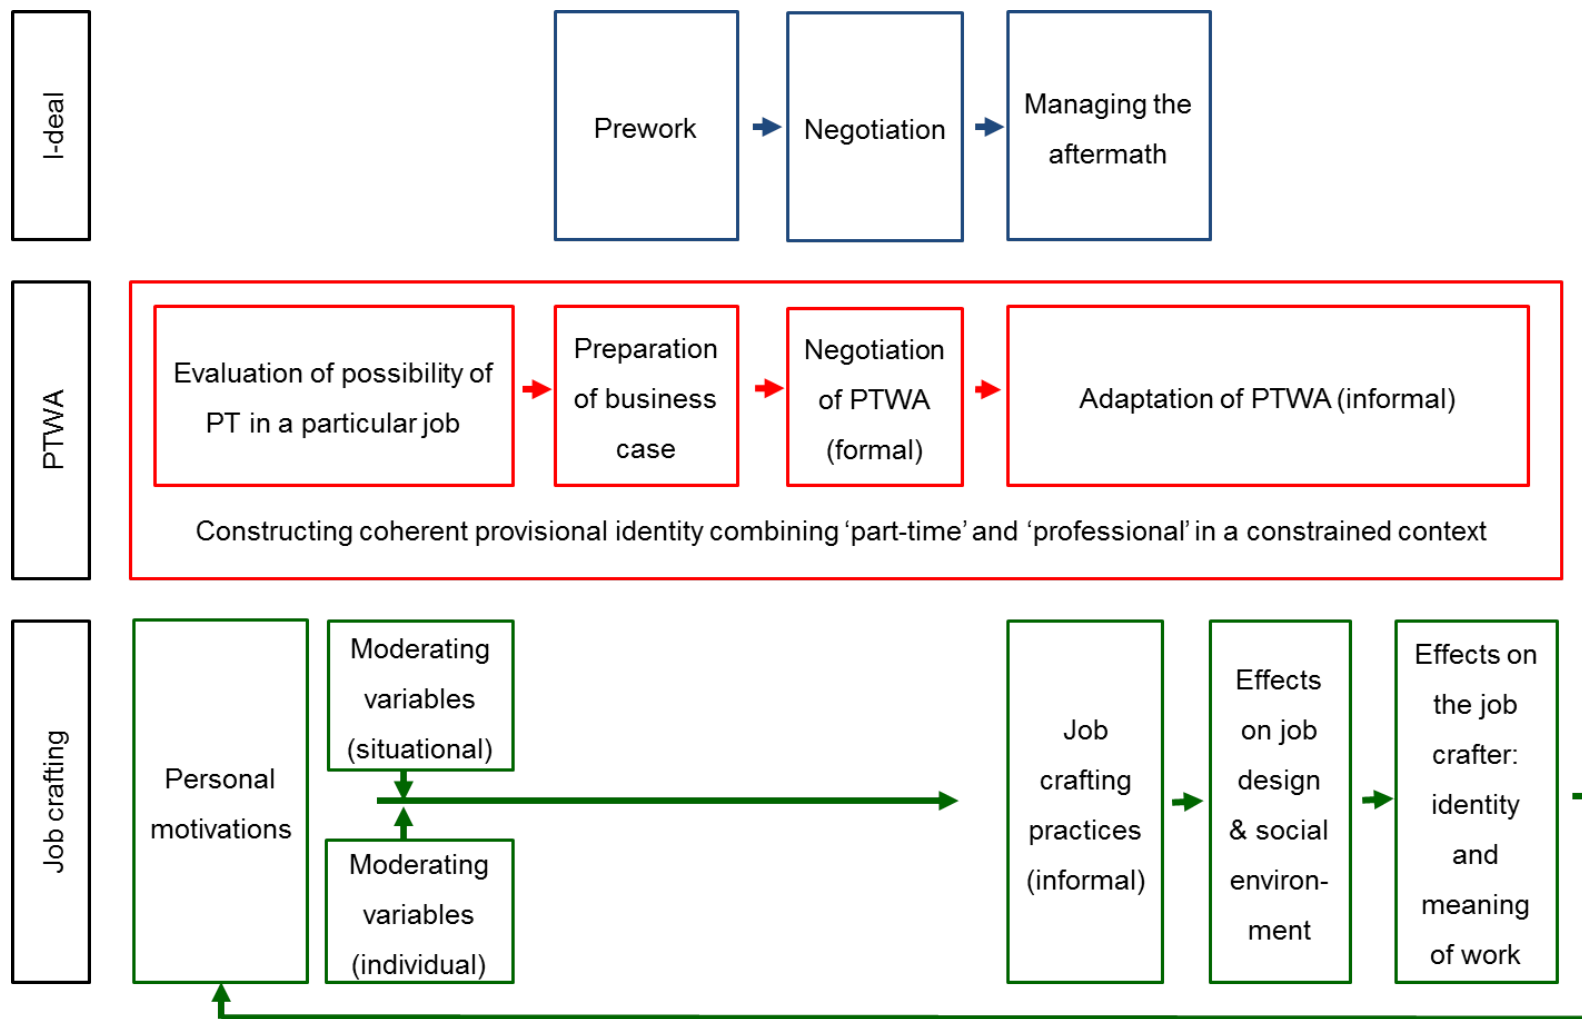 I-deal
Prework
Negotiation
Managing the
aftermath
PTWA
Evaluation of possibility of
PT in a particular job
Preparation
of business
case
Negotiation
of PTWA
(formal)
Adaptation of PTWA (informal)
Constructing coherent provisional identity combining ‘part-time’ and ‘professional’ in a constrained context
Job crafting
Personal
motivations
Moderating
variables
(situational)
Moderating
variables
(individual)
Job
crafting
practices
(informal)
Effects
on job
design
& social
environ-
ment
Effects on
the job
crafter:
identity
and
meaning
of work